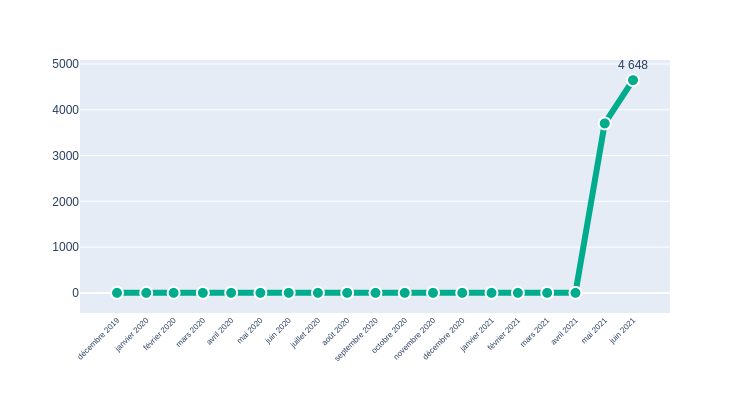 4 648
5000
4000
3000
2000
1000
0
décembre 2019
janvier 2020
février 2020
mars 2020
avril 2020
mai 2020
juin 2020
juillet 2020
août 2020
septembre 2020
octobre 2020
novembre 2020
décembre 2020
janvier 2021
février 2021
mars 2021
avril 2021
mai 2021
juin 2021